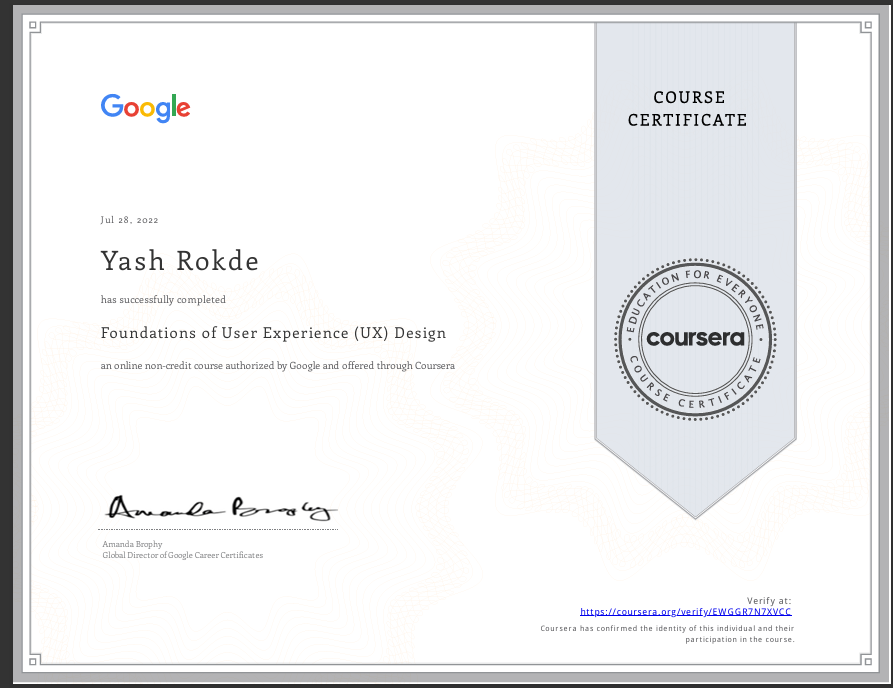 Google
COURSE
CERTIFICATE
Jul 28, 2022
Yash Rokde
has successfully completed
Foundations of User Experience (UX) Design
an online non-credit course authorized by Google and offered through Coursera
EDUCATION FOR EVERYONE
coursera
COURSE CERTIFICATE
Amanda Brophy
Amanda Brophy
Global Director of Google Career Certificates
Verify at:
https://coursera.org/verify/EWGGR7N7XVCC
Coursera has confirmed the identity of this individual and their
participation in the course.